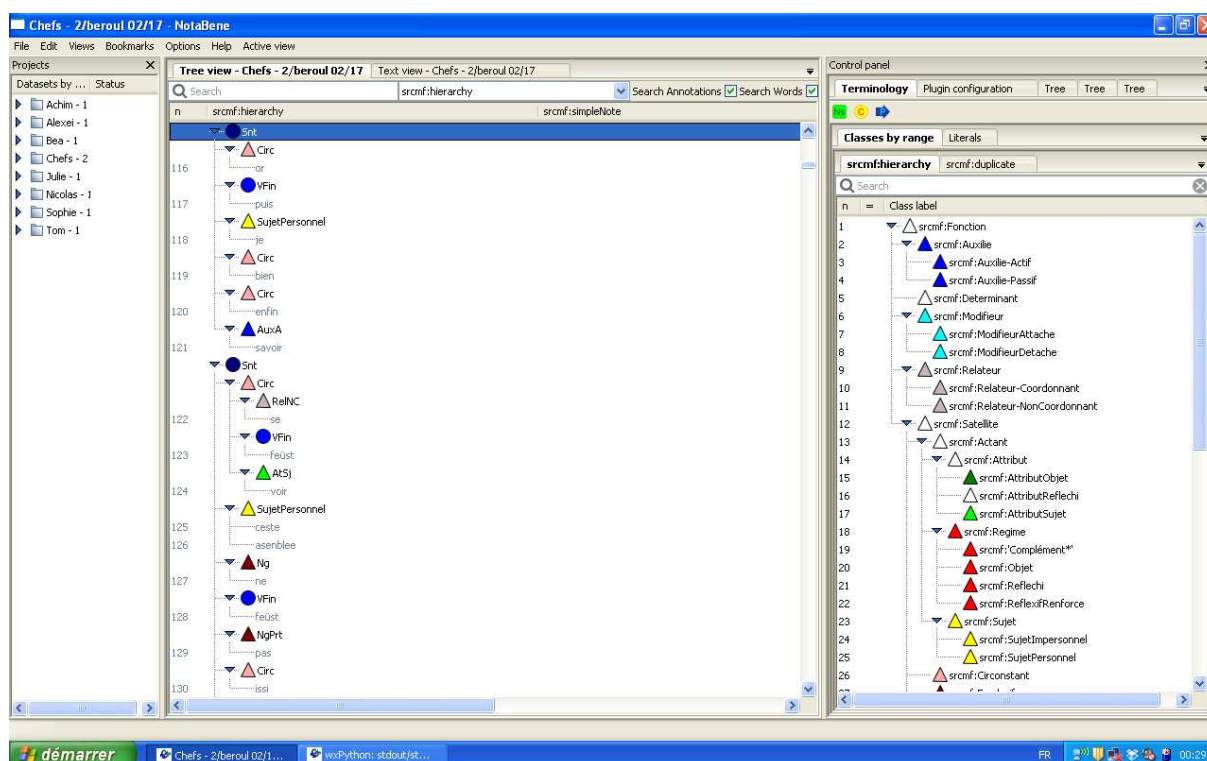 Chefs - 2/beroul 02/17 - NotaBene
File Edit Views Bookmarks Options Help Active view
Projects
Datasets by ... Status
Achim - 1
Alexei - 1
Bea - 1
Chefs - 2
Julie - 1
Nicolas - 1
Sophie - 1
Tom - 1
Tree view - Chefs - 2/beroul 02/17 Text view - Chefs - 2/beroul 02/17
Search srcmf:hierarchy Search Annotations Search Words
n srcmf:hierarchy srcmf:simpleNote
Snt
Circ
116 or
VFin
117 puis
SujetPersonnel
118 je
Circ
119 bien
Circ
120 enfin
AuxA
121 savoir
Snt
Circ
RelNC
122 se
VFin
123 feüst
AtSj
124 voir
SujetPersonnel
125 ceste
126 asenblee
Ng
127 ne
VFin
128 feüst
NgPrt
129 pas
Circ
130 issi
Control panel
Terminology Plugin configuration Tree Tree Tree
Ns C
Classes by range Literals
srcmf:hierarchy srcmf:duplicate
Search
n = Class label
1 srcmf:Fonction
2 srcmf:Auxilie
3 srcmf:Auxilie-Actif
4 srcmf:Auxilie-Passif
5 srcmf:Determinant
6 srcmf:Modifieur
7 srcmf:ModifieurAttache
8 srcmf:ModifieurDetache
9 srcmf:Relateur
10 srcmf:Relateur-Coordonnant
11 srcmf:Relateur-NonCoordonnant
12 srcmf:Satellite
13 srcmf:Actant
14 srcmf:Attribut
15 srcmf:AttributObjet
16 srcmf:AttributReflechi
17 srcmf:AttributSujet
18 srcmf:Regime
19 srcmf:'Complément*'
20 srcmf:Objet
21 srcmf:Reflechi
22 srcmf:ReflexifRenforce
23 srcmf:Sujet
24 srcmf:SujetImpersonnel
25 srcmf:SujetPersonnel
26 srcmf:Circonstant
démarrer Chefs - 2/beroul 02/1... wxPython: stdout/st... FR 00:29